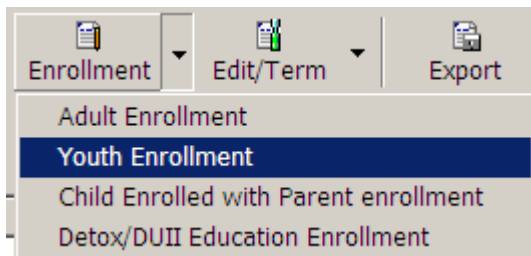 Enrollment Edit/Term Export
Adult Enrollment
Youth Enrollment
Child Enrolled with Parent enrollment
Detox/DUII Education Enrollment